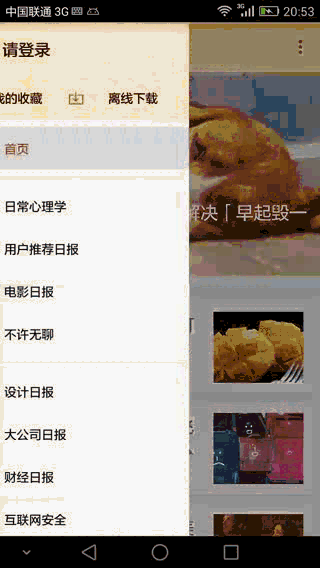 中国联通 3G 20:53
3G
请登录
我的收藏 离线下载
首页
解决「早起毁一
日常心理学
用户推荐日报
电影日报
不许无聊
设计日报
大公司日报
财经日报
互联网安全